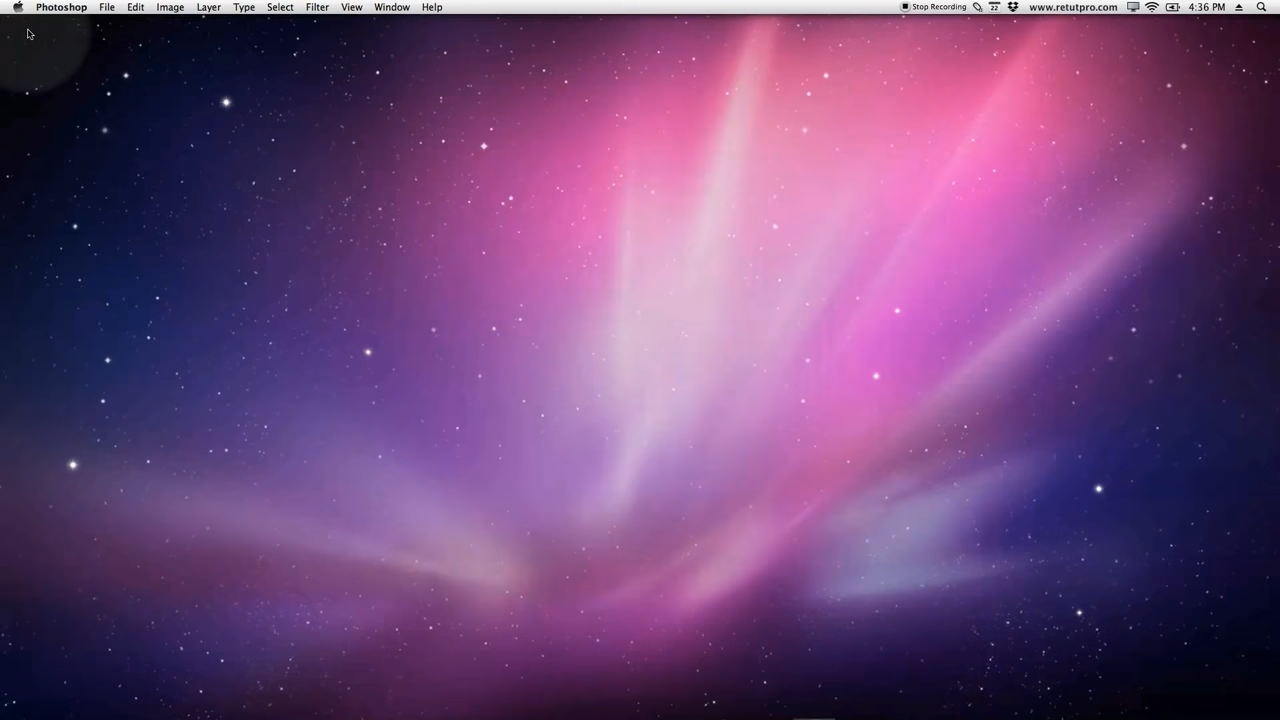 Photoshop File Edit Image Layer Type Select Filter View Window Help Stop Recording 22 www.retutpro.com 4:36 PM